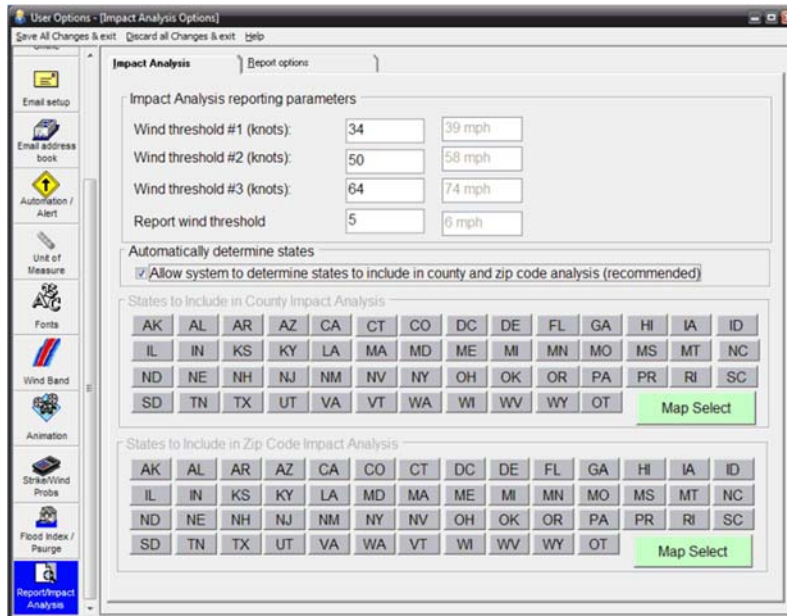 User Options - [Impact Analysis Options]
Save All Changes & exit Discard all Changes & exit Help
Email setup
Email address
book
Automation /
Alert
Unit of
Measure
Fonts
Wind Band
Animation
Strike/Wind
Probs
Flood Index /
Psurge
Report/Impact
Analysis
Impact Analysis Report options
Impact Analysis reporting parameters
Wind threshold #1 (knots): 34 39 mph
Wind threshold #2 (knots): 50 58 mph
Wind threshold #3 (knots): 64 74 mph
Report wind threshold 5 6 mph
Automatically determine states
Allow system to determine states to include in county and zip code analysis (recommended)
States to Include in County Impact Analysis
AK AL AR AZ CA CT CO DC DE FL GA HI IA ID
IL IN KS KY LA MA MD ME MI MN MO MS MT NC
ND NE NH NJ NM NV NY OH OK OR PA PR RI SC
SD TN TX UT VA VT WA WI WV WY OT Map Select
States to Include in Zip Code Impact Analysis
AK AL AR AZ CA CO CT DC DE FL GA HI IA ID
IL IN KS KY LA MD MA ME MI MN MO MS MT NC
ND NE NH NJ NM NY NV OH OK OR PA PR RI SC
SD TN TX UT VA WA VT WI WV WY OT Map Select